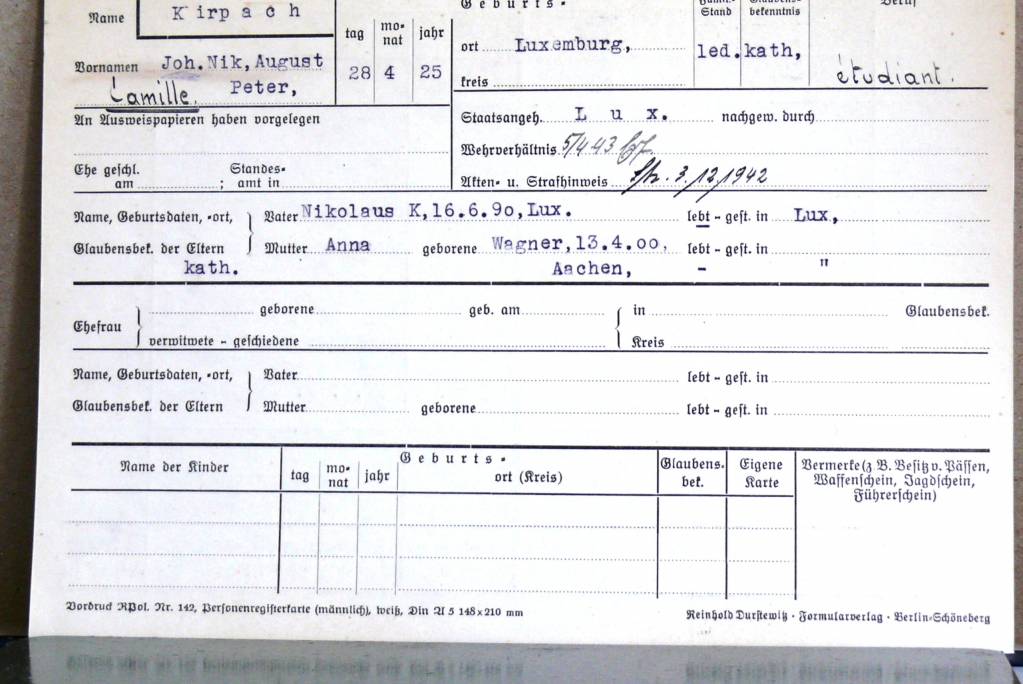 Name Kirpach
Geburts-
tag monat jahr
Stand bekenntnis
Vornamen Joh. Nik, August
Camille. Peter,
28 4 25
ort Luxemburg,
kreis
led. kath,
étudiant.
An Ausweispapieren haben vorgelegen
Staatsangeh. Lux. nachgew. durch
Wehrverhältnis 5/4 43
Ehe geschl. Standes-
am ; amt in
Akten- u. Strafhinweis 3.12.1942
Name, Geburtsdaten, -ort, Vater Nikolaus K, 16.6.90, Lux. lebt - gest. in Lux,
Glaubensbek. der Eltern Mutter Anna geborene Wagner, 13.4.00, lebt - gest. in
kath. Aachen, - "
Ehefrau geborene geb. am in Glaubensbek.
verwitwete - geschiedene Kreis
Name, Geburtsdaten, -ort, Vater lebt - gest. in
Glaubensbek. der Eltern Mutter geborene lebt - gest. in
Name der Kinder
Geburts-
tag monat jahr ort (Kreis)
Glaubens-
bek.
Eigene
Karte
Vermerke (z B. Besitz v. Pässen,
Waffenschein, Jagdschein,
Führerschein)
Vordruck RPol. Nr. 142, Personenregisterkarte (männlich), weiß, Din A 5 148x210 mm
Reinhold Durstewitz · Formularverlag · Berlin-Schöneberg